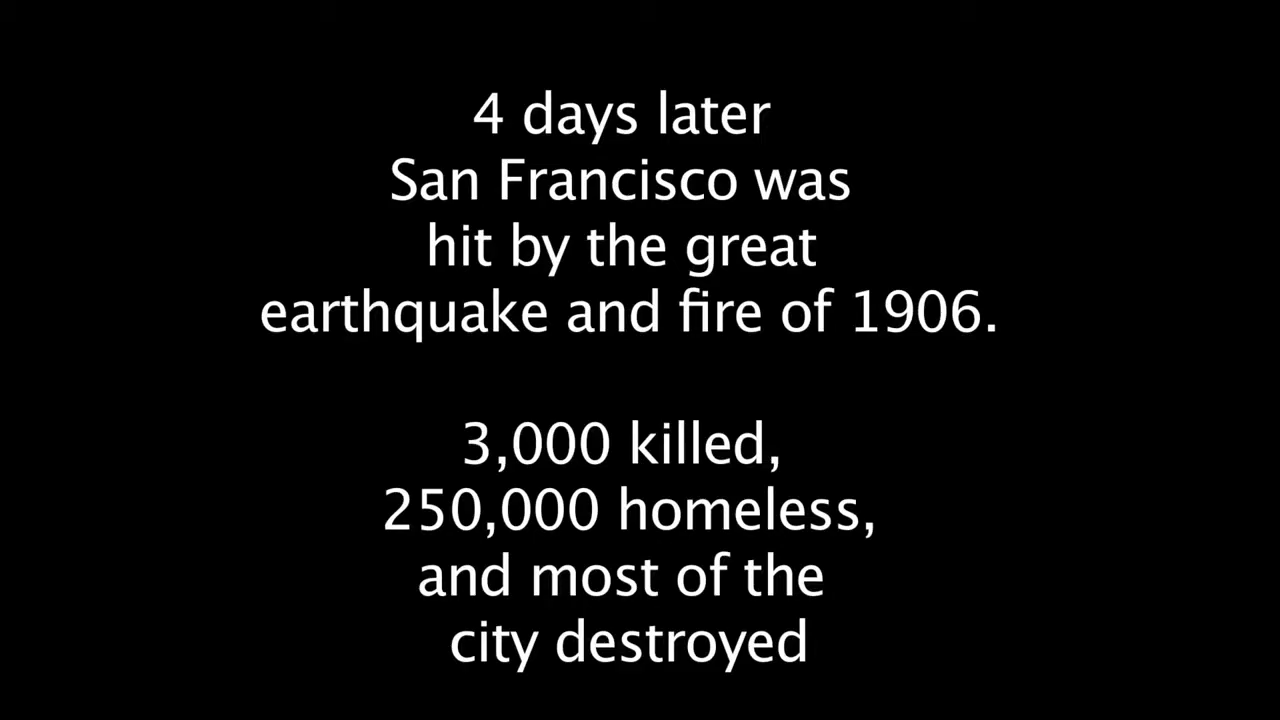 4 days later
San Francisco was
hit by the great
earthquake and fire of 1906.
3,000 killed,
250,000 homeless,
and most of the
city destroyed